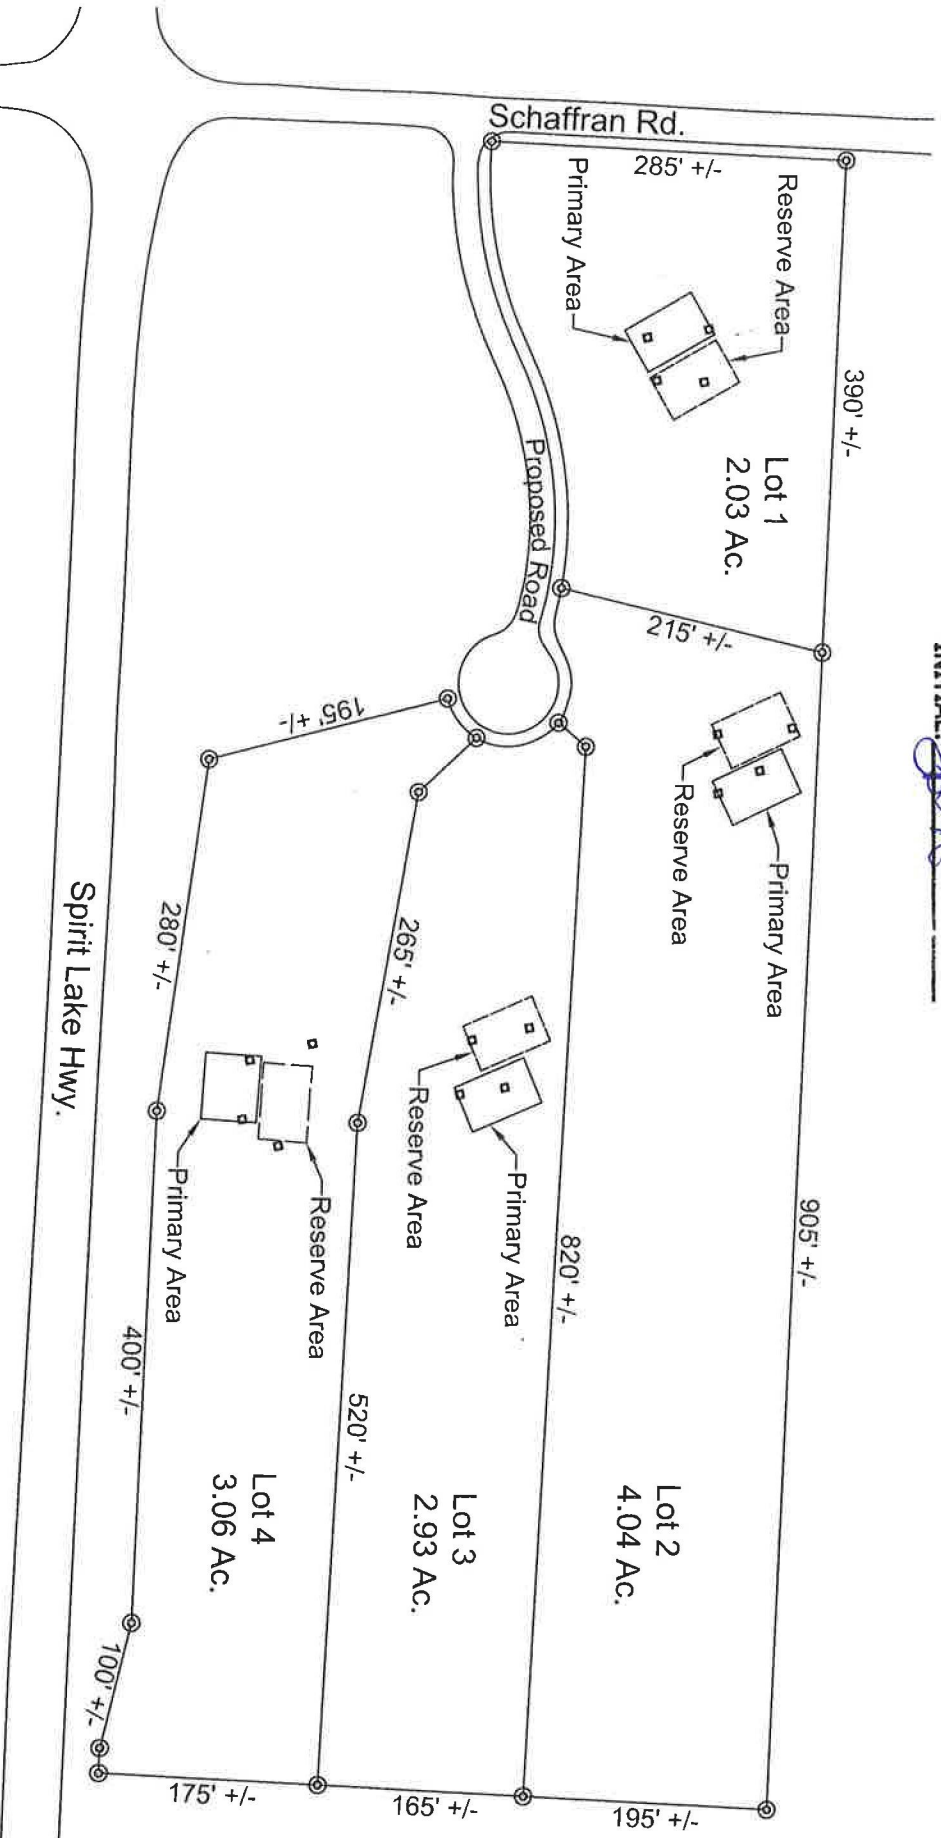 Schaffran Rd.
285' +/-
Reserve Area
Primary Area
390' +/-
Lot 1
2.03 Ac.
Proposed Road
215' +/-
195' +/-
Reserve Area
Primary Area
905' +/-
265' +/-
280' +/-
Spirit Lake Hwy.
Reserve Area
Primary Area
820' +/-
Reserve Area
Primary Area
400' +/-
520' +/-
Lot 2
4.04 Ac.
Lot 3
2.93 Ac.
Lot 4
3.06 Ac.
100' +/-
175' +/-
165' +/-
195' +/-